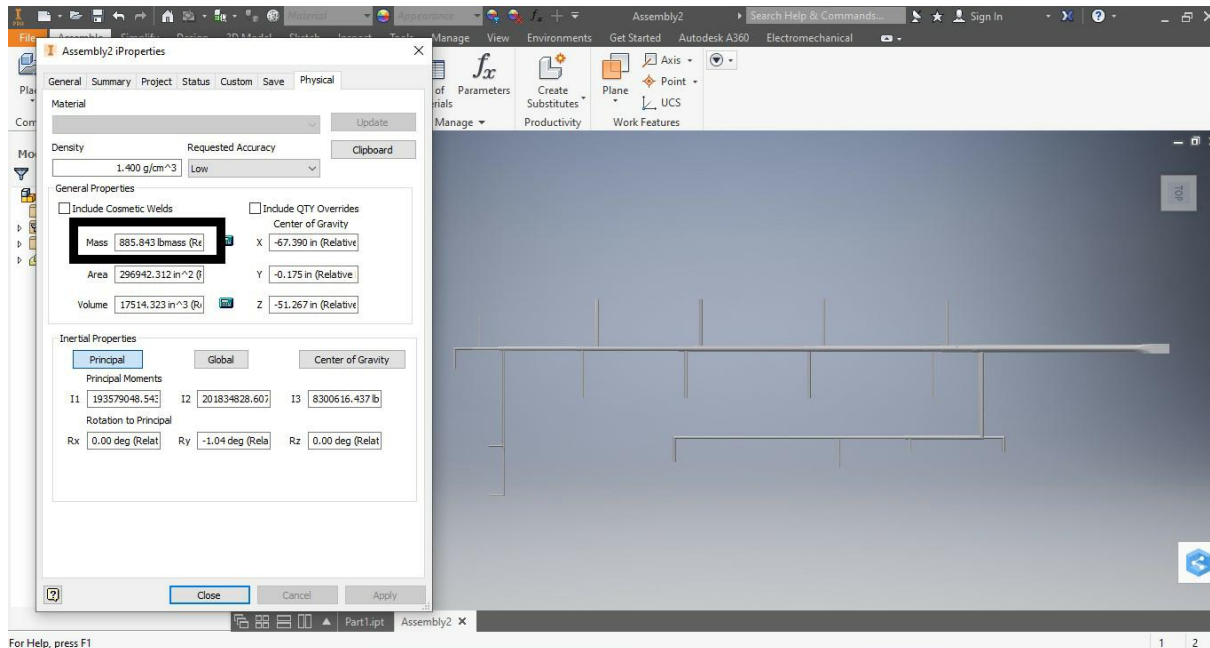 PRO
Material
Appearance
Assembly2
Search Help & Commands...
Sign In
File
Manage View Environments Get Started Autodesk A360 Electromechanical
Assembly2 iProperties
General Summary Project Status Custom Save Physical
Material
Update
Density
Requested Accuracy
Clipboard
1.400 g/cm^3
Low
General Properties
Include Cosmetic Welds
Include QTY Overrides
Center of Gravity
Mass 885.843 lbmass (Re
X -67.390 in (Relative
Area 296942.312 in^2 (
Y -0.175 in (Relative
Volume 17514.323 in^3 (R
Z -51.267 in (Relative
Inertial Properties
Principal Global Center of Gravity
Principal Moments
I1 193579048.543 I2 201834828.607 I3 8300616.437 lb
Rotation to Principal
Rx 0.00 deg (Relat Ry -1.04 deg (Rela Rz 0.00 deg (Relat
Close Cancel Apply
Parameters
Manage
Create
Substitutes
Productivity
Plane
Axis
Point
UCS
Work Features
TOP
Part1.ipt Assembly2
For Help, press F1
1 2